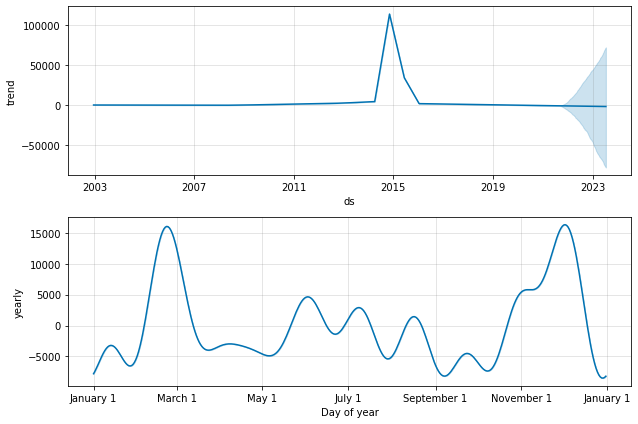 100000
50000
0
−50000
trend
2003 2007 2011 2015 2019 2023
ds
15000
10000
5000
0
−5000
yearly
January 1 March 1 May 1 July 1 September 1 November 1 January 1
Day of year